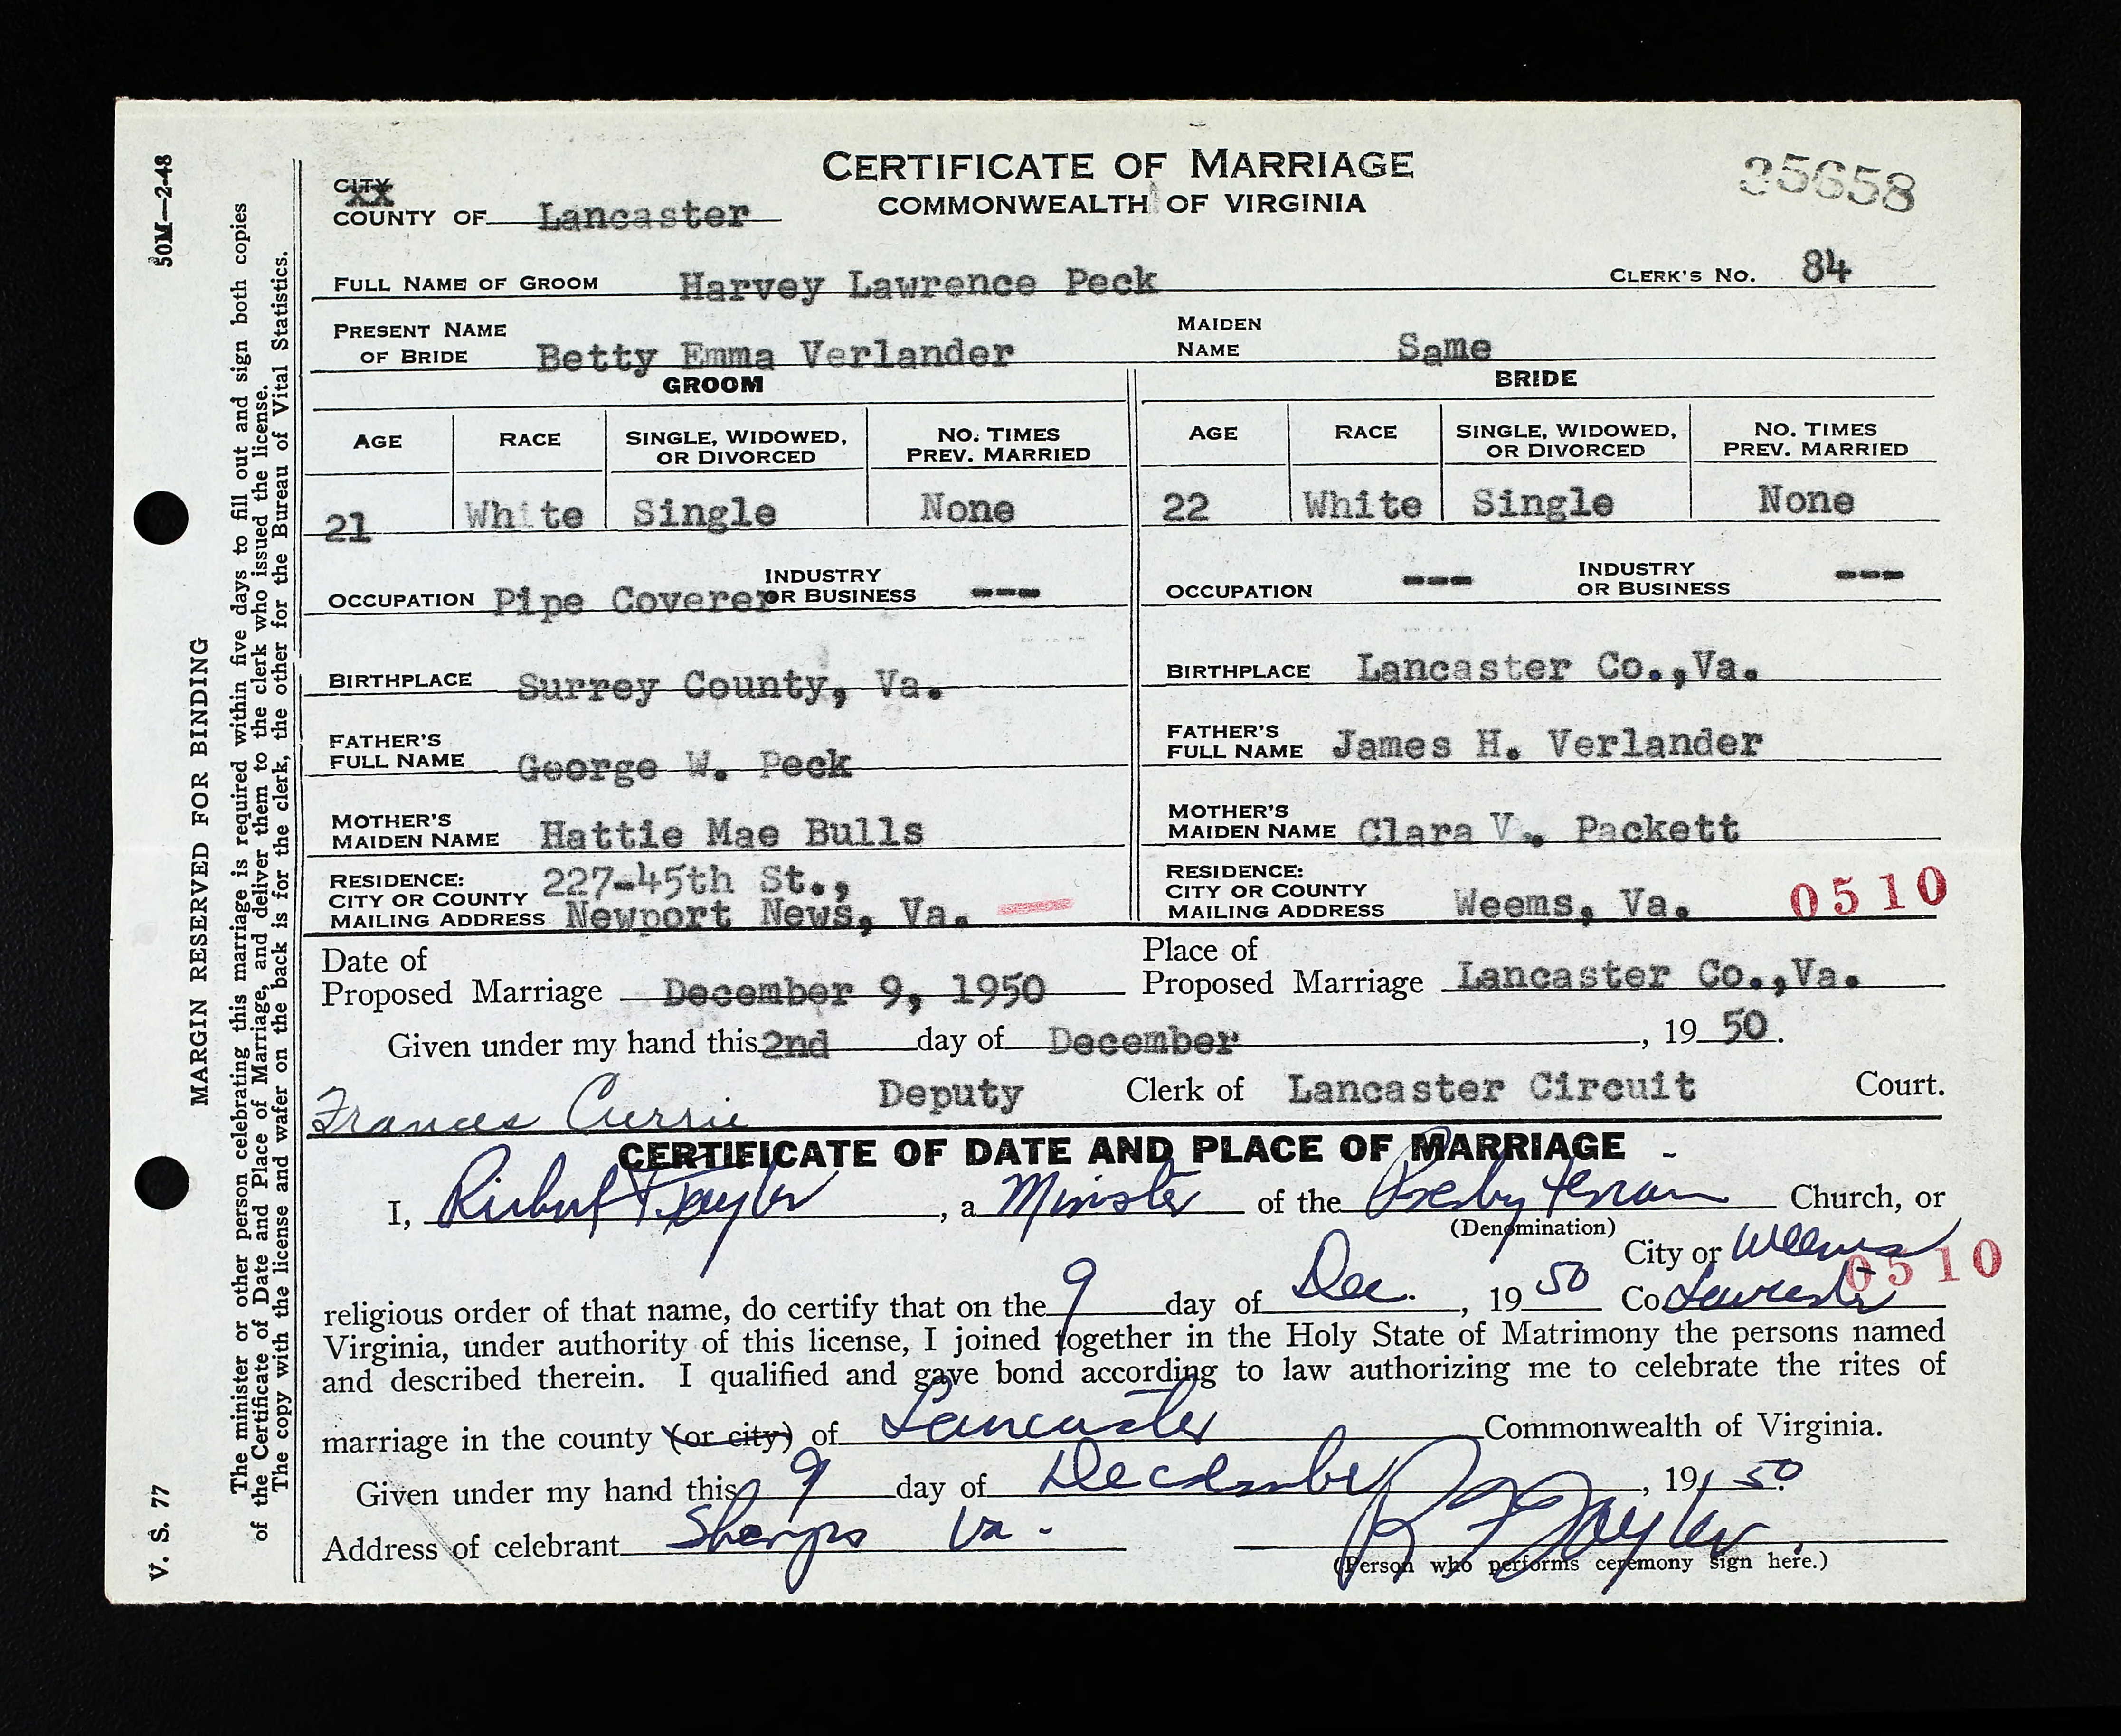 50M—2-48
MARGIN RESERVED FOR BINDING
The minister or other person celebrating this marriage is required within five days to fill out and sign both copies
of the Certificate of Date and Place of Marriage, and deliver them to the clerk who issued the license.
The copy with the license and wafer on the back is for the clerk, the other for the Bureau of Vital Statistics.
V. S. 77
CERTIFICATE OF MARRIAGE
COMMONWEALTH OF VIRGINIA
35658
CITY
XX
COUNTY OF Lancaster
FULL NAME OF GROOM Harvey Lawrence Peck CLERK'S NO. 84
PRESENT NAME OF BRIDE Betty Emma Verlander MAIDEN NAME Same
GROOM BRIDE
AGE RACE SINGLE, WIDOWED, OR DIVORCED NO. TIMES PREV. MARRIED AGE RACE SINGLE, WIDOWED, OR DIVORCED NO. TIMES PREV. MARRIED
21 White Single None 22 White Single None
OCCUPATION Pipe Coverer INDUSTRY OR BUSINESS --- OCCUPATION --- INDUSTRY OR BUSINESS ---
BIRTHPLACE Surrey County, Va. BIRTHPLACE Lancaster Co.,Va.
FATHER'S FULL NAME George W. Peck FATHER'S FULL NAME James H. Verlander
MOTHER'S MAIDEN NAME Hattie Mae Bulls MOTHER'S MAIDEN NAME Clara V. Packett
RESIDENCE: CITY OR COUNTY MAILING ADDRESS 227-45th St., Newport News, Va. RESIDENCE: CITY OR COUNTY MAILING ADDRESS Weems, Va. 0510
Date of Proposed Marriage December 9, 1950 Place of Proposed Marriage Lancaster Co.,Va.
Given under my hand this 2nd day of December, 19 50.
Frances Currie Deputy Clerk of Lancaster Circuit Court.
CERTIFICATE OF DATE AND PLACE OF MARRIAGE
I, Richard F. Taylor, a Minister of the Presbyterian Church, or
(Denomination)
City or Weems
0510
religious order of that name, do certify that on the 9 day of Dec., 19 50 Co. Lancaster
Virginia, under authority of this license, I joined together in the Holy State of Matrimony the persons named
and described therein. I qualified and gave bond according to law authorizing me to celebrate the rites of
marriage in the county (or city) of Lancaster Commonwealth of Virginia.
Given under my hand this 9 day of December, 19 50
Address of celebrant Sharps Va. R F Taylor
(Person who performs ceremony sign here.)